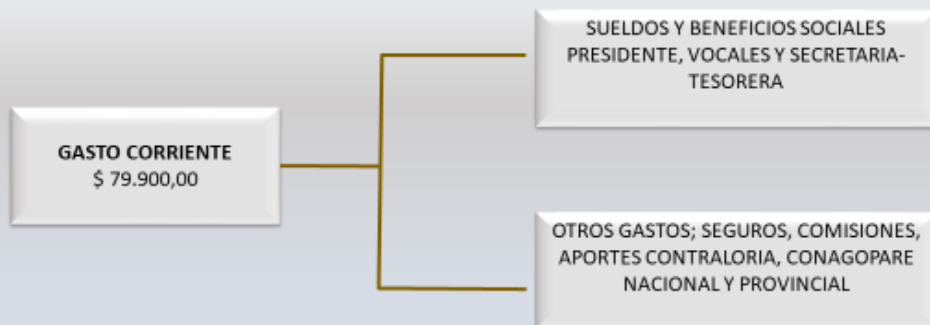 SUELDOS Y BENEFICIOS SOCIALES
PRESIDENTE, VOCALES Y SECRETARIA-
TESORERA
GASTO CORRIENTE
$ 79.900,00
OTROS GASTOS; SEGUROS, COMISIONES,
APORTES CONTRALORIA, CONAGOPARE
NACIONAL Y PROVINCIAL